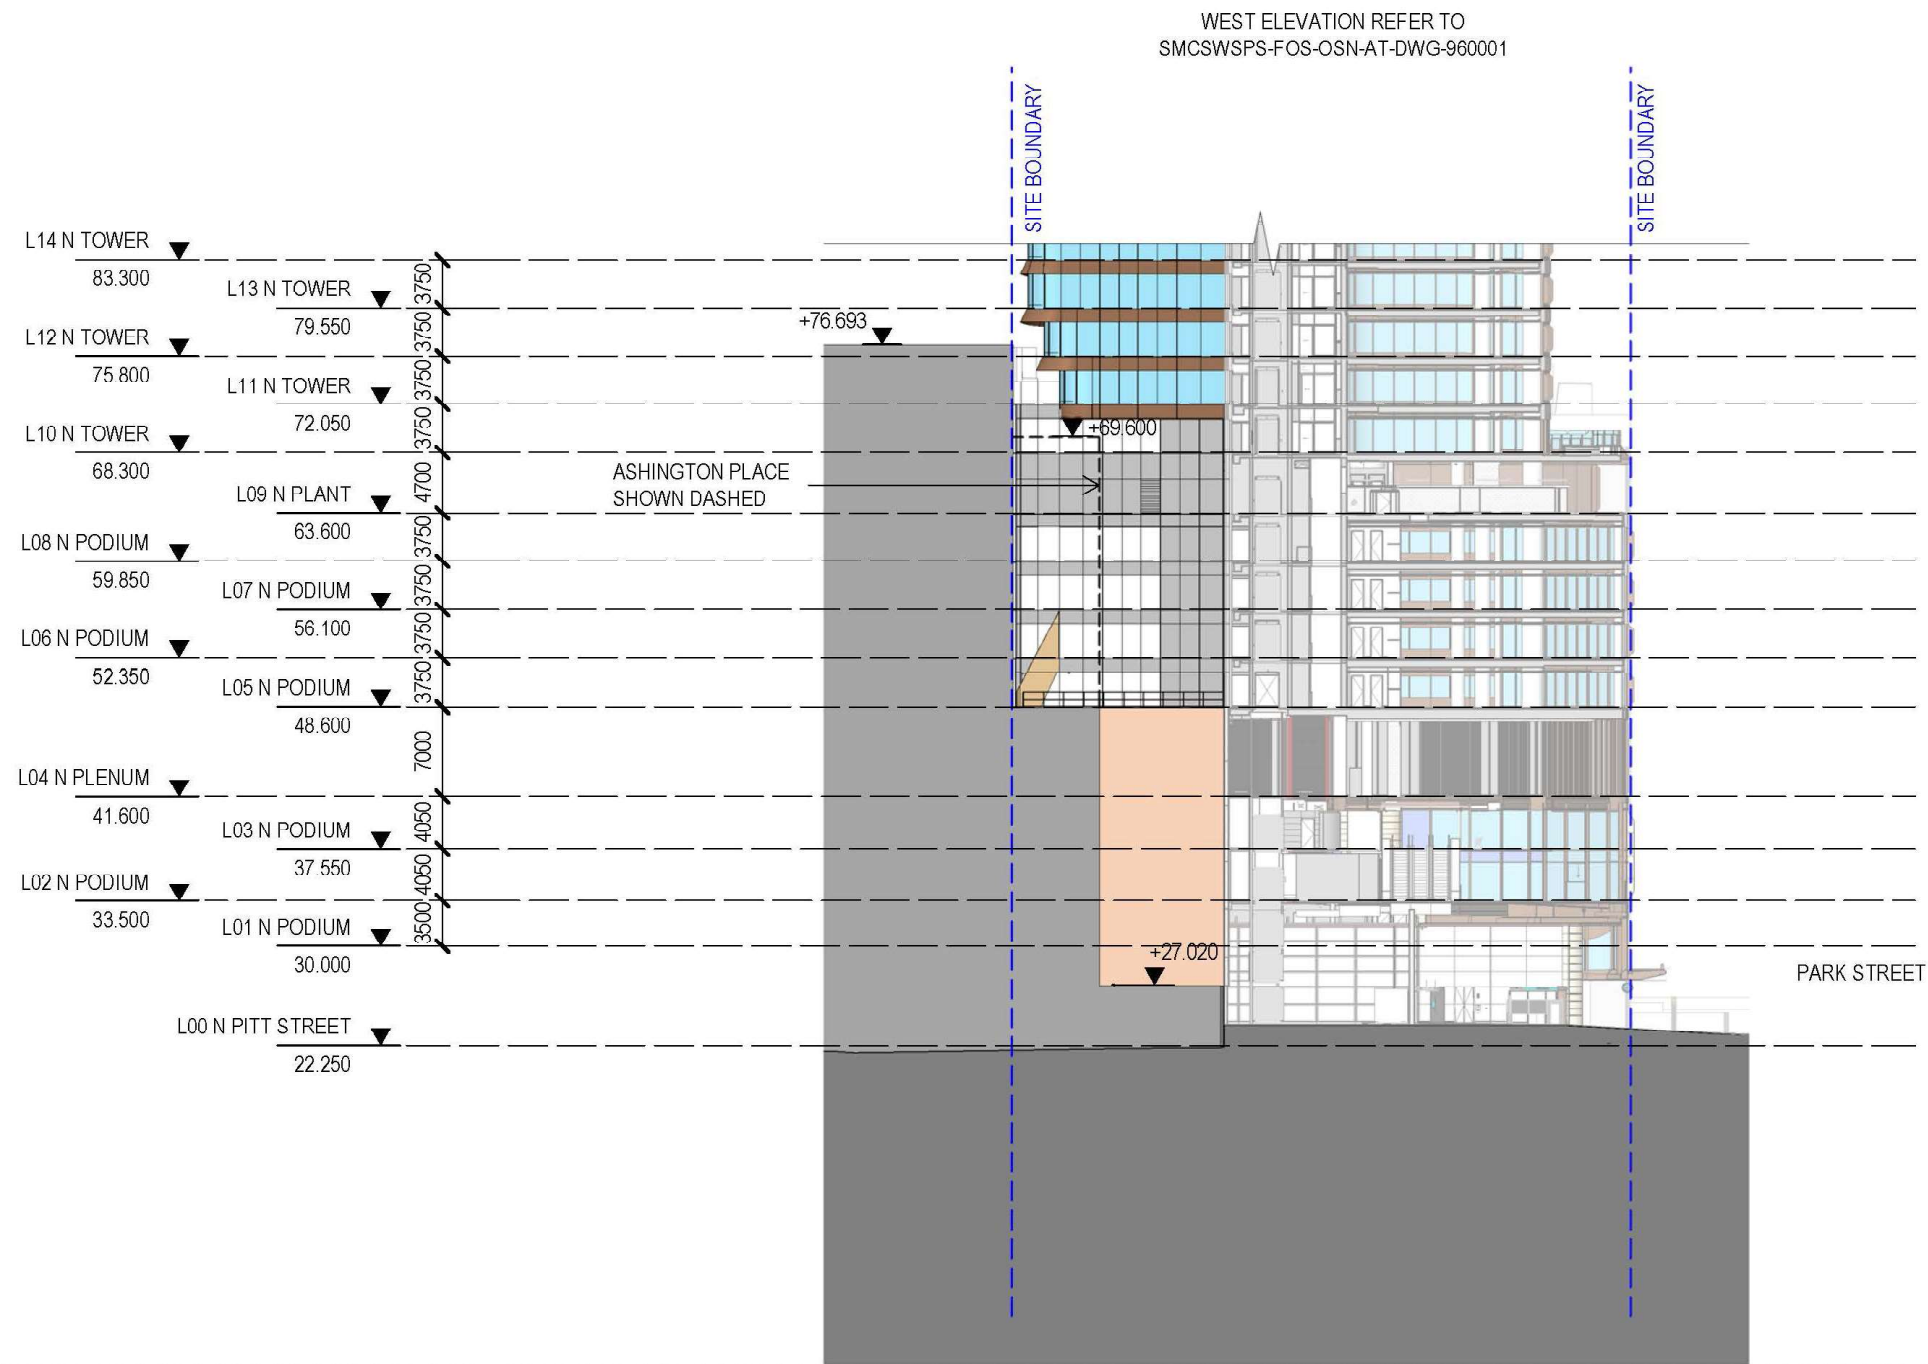 WEST ELEVATION REFER TO
SMCSWSPS-FOS-OSN-AT-DWG-960001
SITE BOUNDARY
SITE BOUNDARY
L14 N TOWER
83.300
3750
L13 N TOWER
79.550
3750
+76.693
L12 N TOWER
75.800
3750
L11 N TOWER
72.050
3750
+69.600
L10 N TOWER
68.300
4700
ASHINGTON PLACE
SHOWN DASHED
L09 N PLANT
63.600
3750
L08 N PODIUM
59.850
3750
L07 N PODIUM
56.100
3750
L06 N PODIUM
52.350
3750
L05 N PODIUM
48.600
7000
L04 N PLENUM
41.600
4050
L03 N PODIUM
37.550
4050
L02 N PODIUM
33.500
3500
L01 N PODIUM
30.000
+27.020
PARK STREET
L00 N PITT STREET
22.250